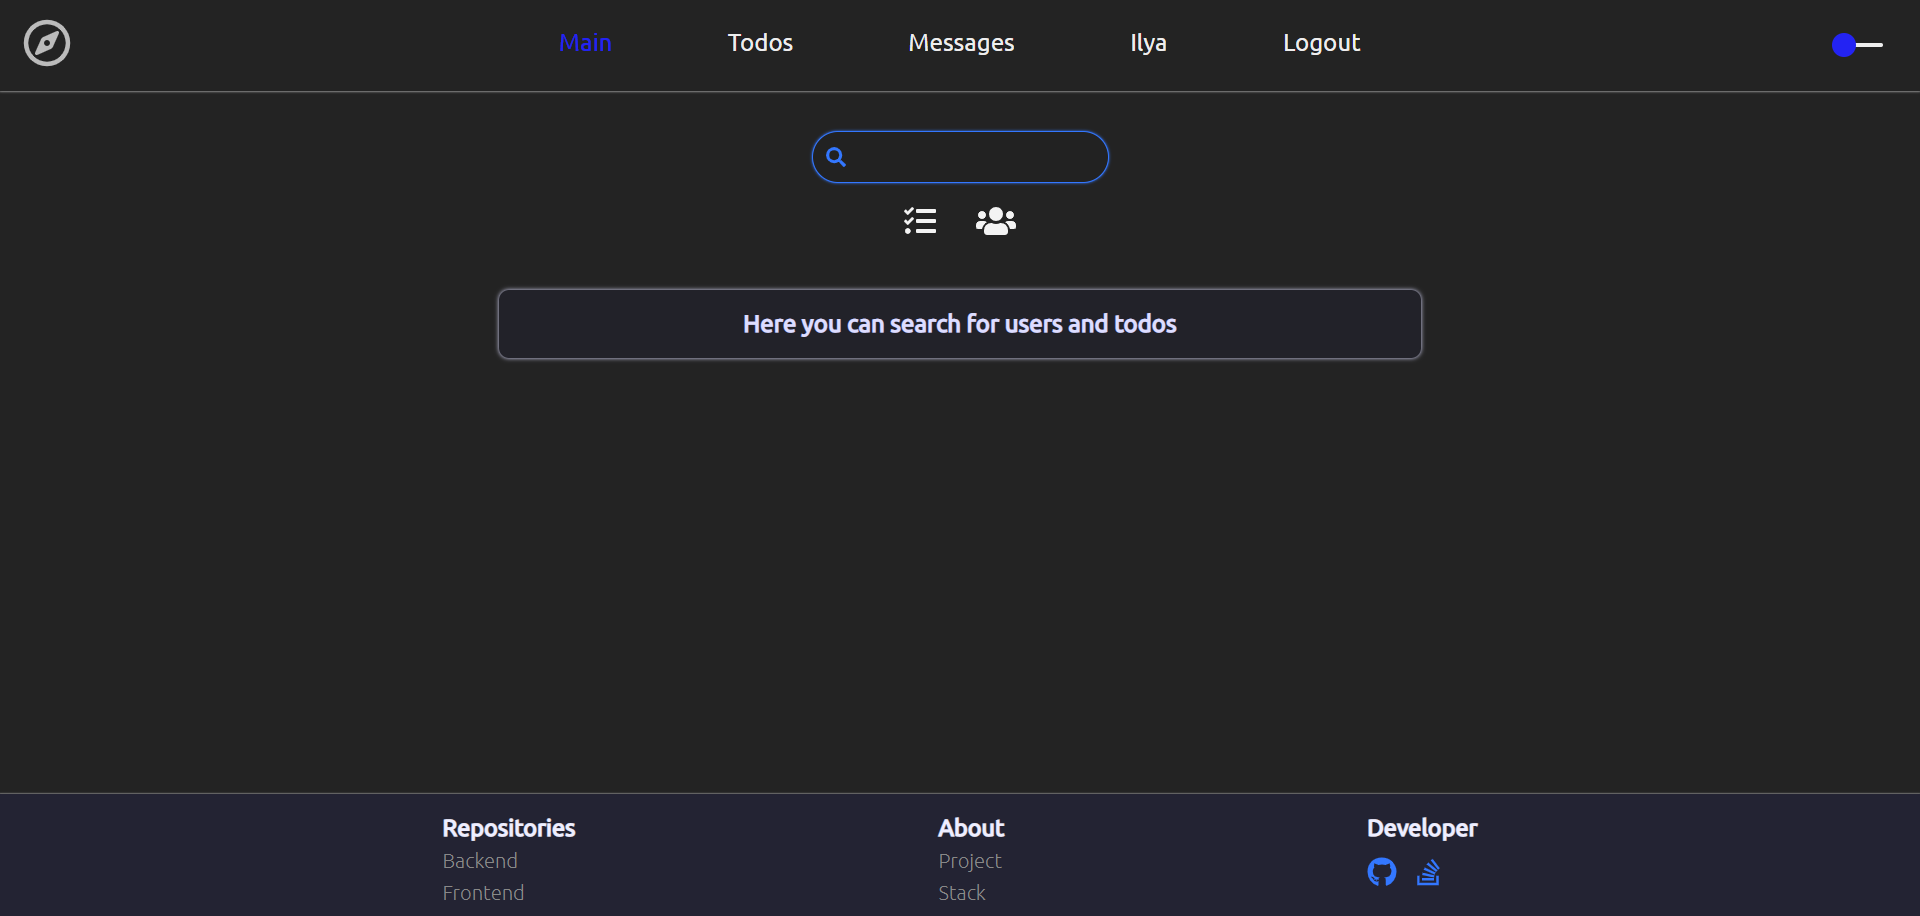 Main Todos Messages Ilya Logout
Here you can search for users and todos
Repositories
Backend
Frontend
About
Project
Stack
Developer